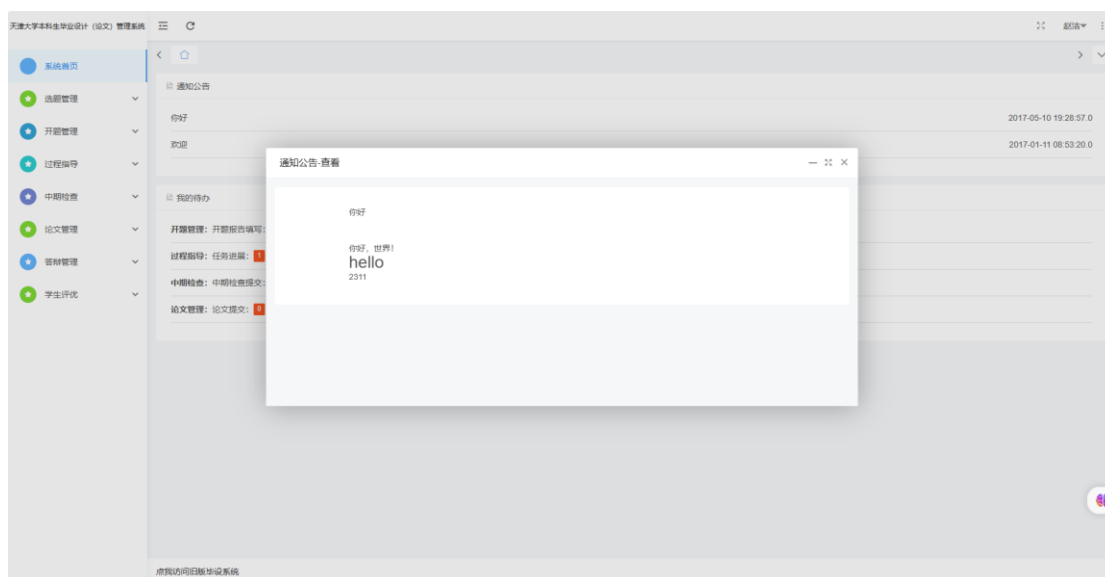 天津大学本科生毕业设计（论文）管理系统
赵洁
系统首页
选题管理
开题管理
过程指导
中期检查
论文管理
答辩管理
学生评优
通知公告
你好 2017-05-10 19:28:57.0
欢迎 2017-01-11 08:53:20.0
我的待办
开题管理：开题报告填写：
过程指导：任务进展： 1
中期检查：中期检查提交：
论文管理：论文提交： 0
通知公告-查看
你好
你好，世界！
hello
2311
点我访问旧版毕设系统